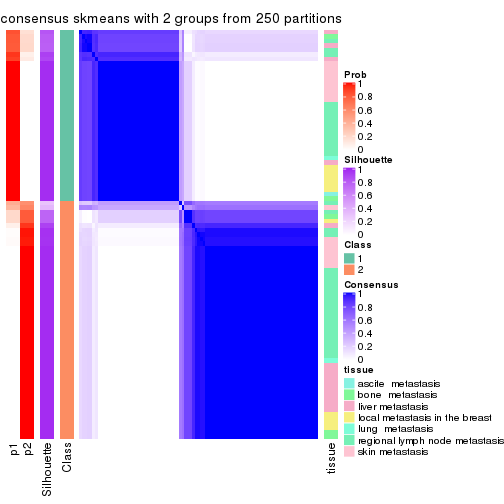 consensus skmeans with 2 groups from 250 partitions
Prob
1
0.8
0.6
0.4
0.2
0
Silhouette
1
0.8
0.6
0.4
0.2
0
Class
1
2
Consensus
1
0.8
0.6
0.4
0.2
0
tissue
ascite metastasis
bone metastasis
liver metastasis
local metastasis in the breast
lung metastasis
regional lymph node metastasis
skin metastasis
p1
p2
Silhouette
Class
tissue